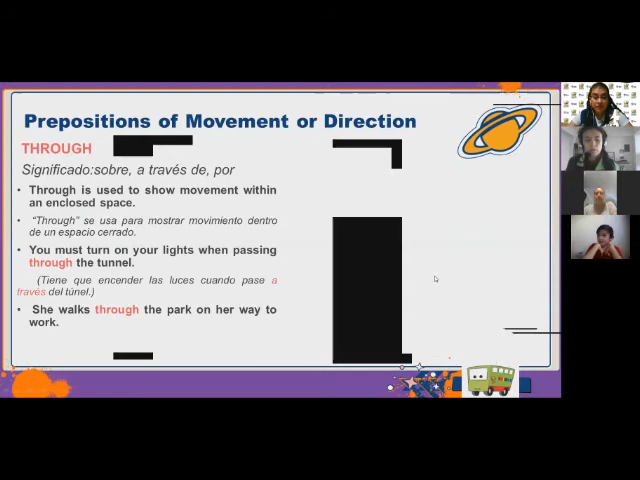 Prepositions of Movement or Direction
THROUGH
Significado:sobre, a través de, por
• Through is used to show movement within
an enclosed space.
• "Through" se usa para mostrar movimiento dentro
de un espacio cerrado.
• You must turn on your lights when passing
through the tunnel.
(Tiene que encender las luces cuando pase a
través del túnel.)
• She walks through the park on her way to
work.